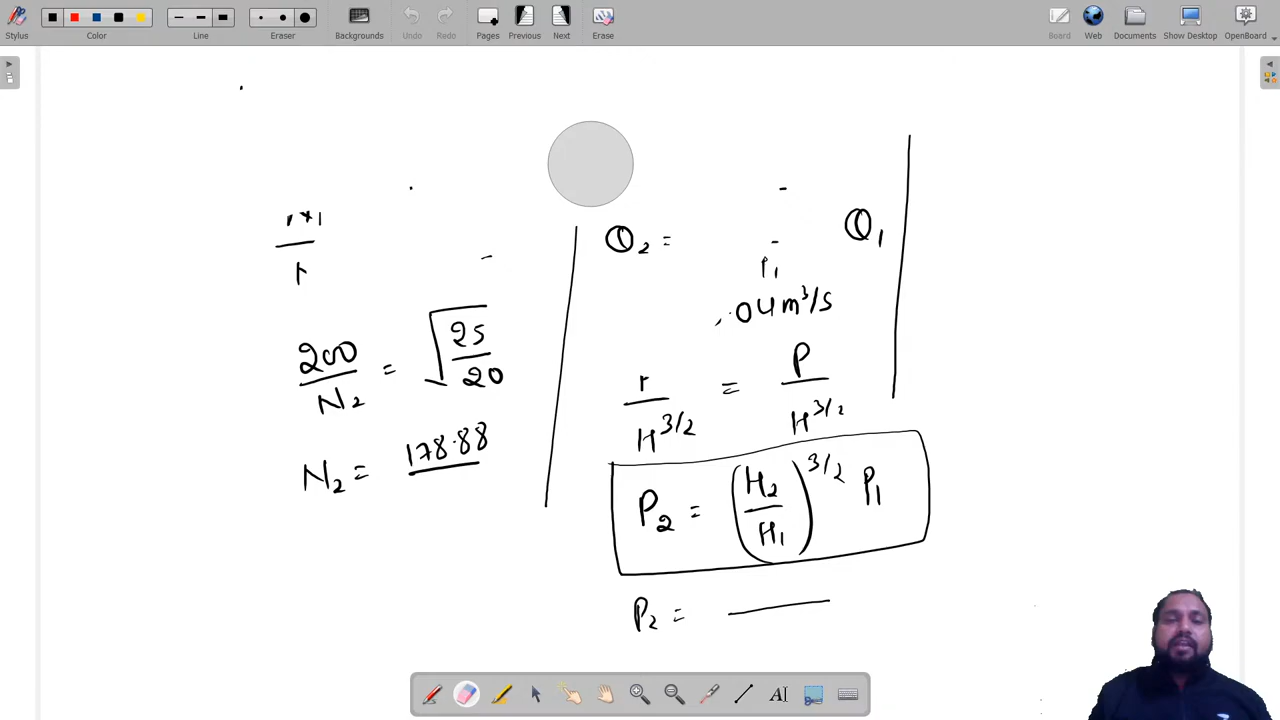 Stylus Color Line Eraser Backgrounds Undo Redo Pages Previous Next Erase Board Web Documents Show Desktop OpenBoard
200/N₂ = √(25/20)
N₂ = 178.88
Q₂ = Q₁
P₁
.04 m³/s
/H^3/2 = P/H^3/2
P₂ = (H₂/H₁)^3/2 P₁
P₂ =
AI